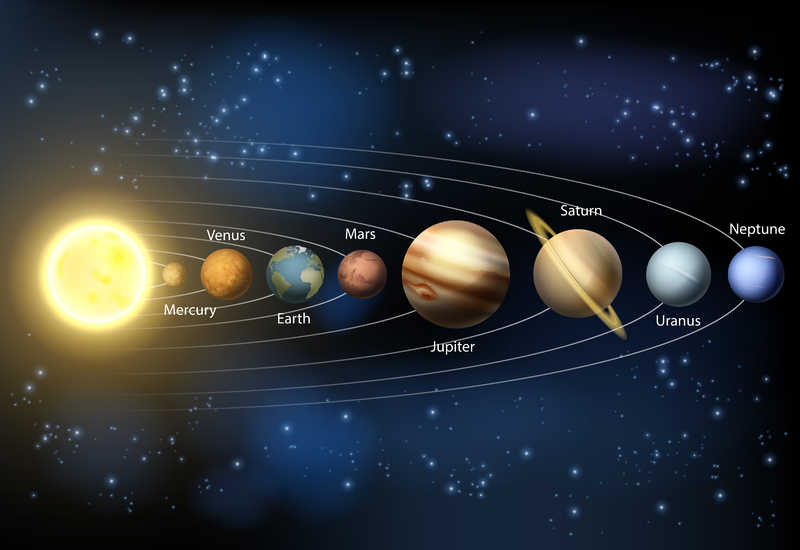 Mercury
Venus
Earth
Mars
Jupiter
Saturn
Uranus
Neptune